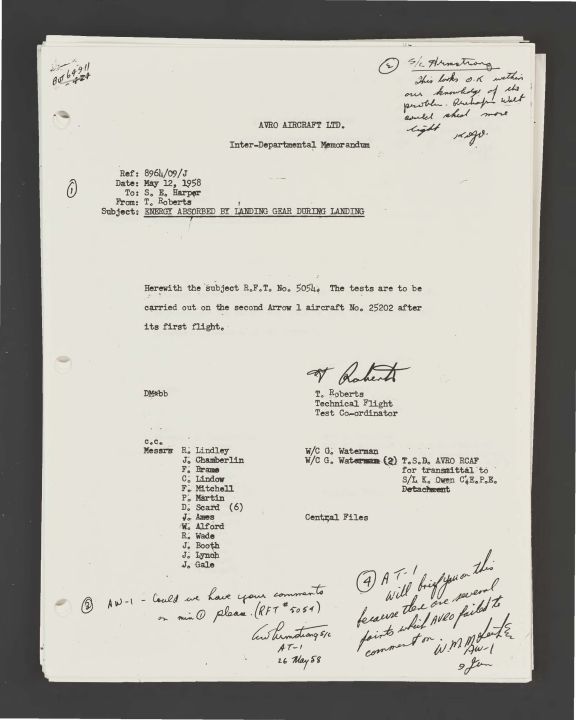 ② S/L Armstrong
This looks O.K within
our knowledge of the
problem. Perhaps Walt
could shed more
light
AVRO AIRCRAFT LTD.
Inter-Departmental Memorandum
①
Ref: 8964/09/J
Date: May 12, 1958
To: S. E. Harper
From: T. Roberts
Subject: ENERGY ABSORBED BY LANDING GEAR DURING LANDING
Herewith the subject R.F.T. No. 5054. The tests are to be
carried out on the second Arrow 1 aircraft No. 25202 after
its first flight.
T Roberts
DM:bb
T. Roberts
Technical Flight
Test Co-ordinator
c.c.
Messrs R. Lindley
J. Chamberlin
F. Brame
C. Lindow
F. Mitchell
P. Martin
D. Scard (6)
J. Ames
W. Alford
R. Wade
J. Booth
J. Lynch
J. Gale
W/C G. Waterman
W/C G. Waterman (2) T.S.D. AVRO RCAF
for transmittal to
S/L K. Owen C.E.P.E.
Detachment
Central Files
③ AW-1 - Could we have your comments
on min ① please. (RFT # 5054)
Armstrong S/L
AT-1
26 May 58
④ AT-1
Will brief you on this
because there are several
points which AVRO failed to
comment on.
AW-1
9 Jun